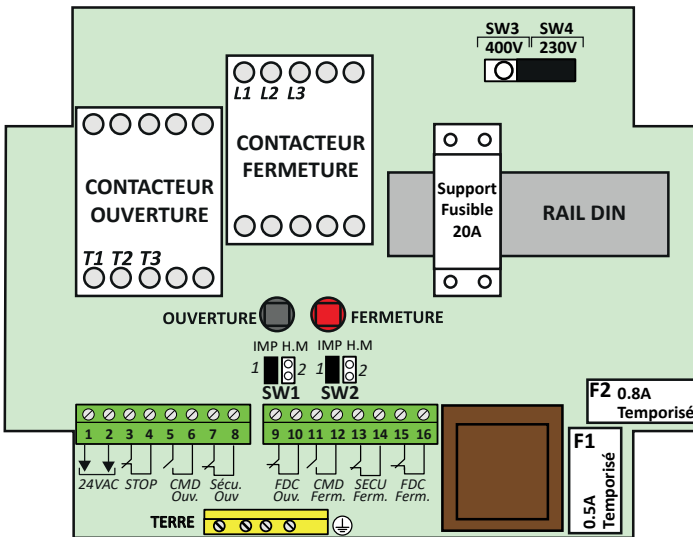 SW3 SW4
400V 230V
L1 L2 L3
CONTACTEUR
FERMETURE
CONTACTEUR
OUVERTURE
T1 T2 T3
Support
Fusible
20A
RAIL DIN
OUVERTURE
FERMETURE
IMP H.M
1 2
SW1
IMP H.M
1 2
SW2
F2 0.8A
Temporisé
F1
0.5A
Temporisé
1 2 3 4 5 6 7 8
9 10 11 12 13 14 15 16
24VAC
STOP
CMD
Ouv.
Sécu.
Ouv
FDC
Ouv.
CMD
Ferm.
SECU
Ferm.
FDC
Ferm.
TERRE